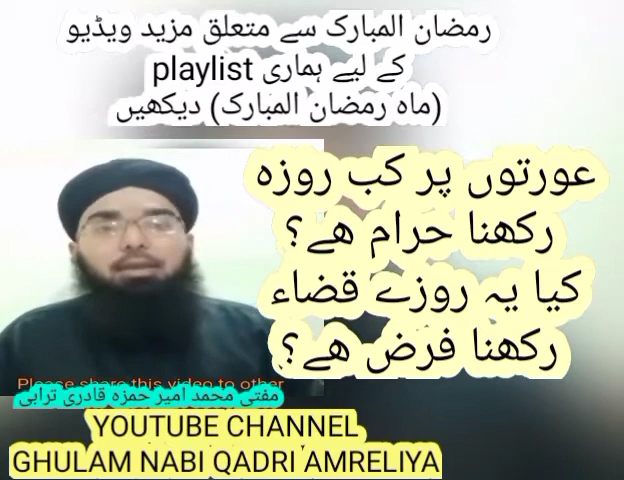 رمضان المبارک سے متعلق مزید ویڈیو
کے لیے ہماری playlist
(ماہ رمضان المبارک) دیکھیں
عورتوں پر کب روزہ
رکھنا حرام ھے؟
کیا یہ روزے قضاء
رکھنا فرض ھے؟
Please share this video to other
مفتی محمد امیر حمزہ قادری ترابی
YOUTUBE CHANNEL
GHULAM NABI QADRI AMRELIYA